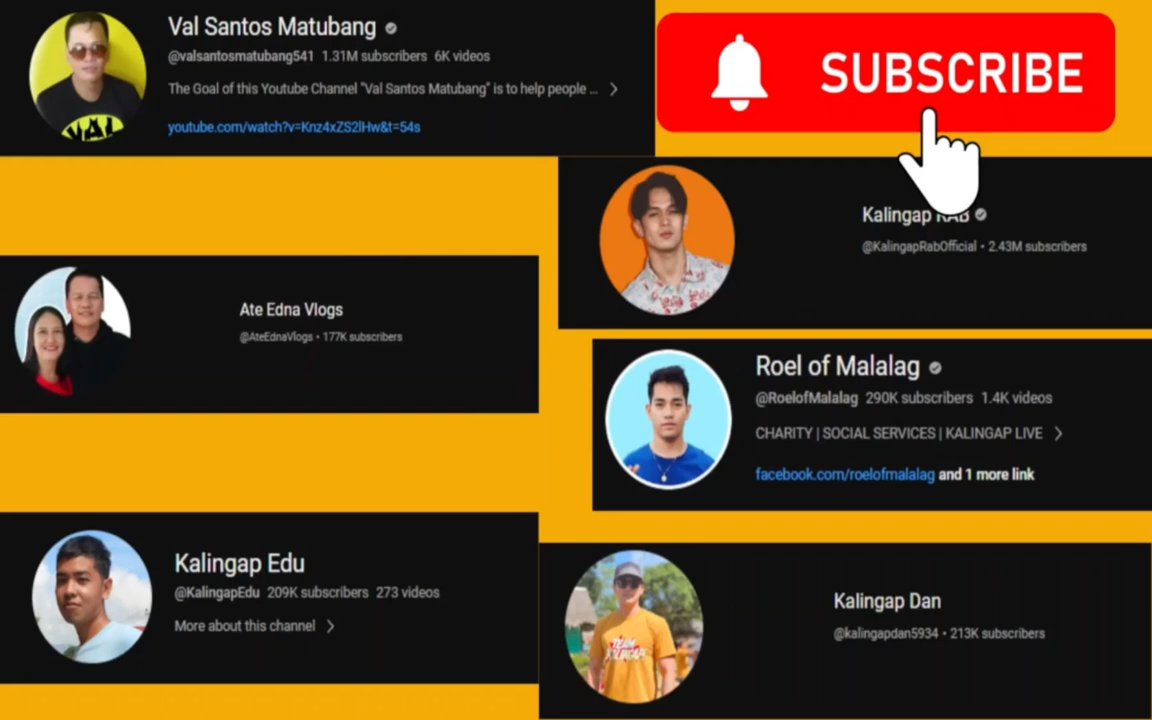 Val Santos Matubang
@valsantosmatubang541 1.31M subscribers 6K videos
The Goal of this Youtube Channel "Val Santos Matubang" is to help people ...
youtube.com/watch?v=Knz4xZS2lHw&t=54s
SUBSCRIBE
Kalingap RAB
@KalingapRabOfficial • 2.43M subscribers
Ate Edna Vlogs
@AteEdnaVlogs • 177K subscribers
Roel of Malalag
@RoelofMalalag 290K subscribers 1.4K videos
CHARITY | SOCIAL SERVICES | KALINGAP LIVE
facebook.com/roelofmalalag and 1 more link
Kalingap Edu
@KalingapEdu 209K subscribers 273 videos
More about this channel
Kalingap Dan
@kalingapdan5934 • 213K subscribers
TEAM
KALINGAP
VAL